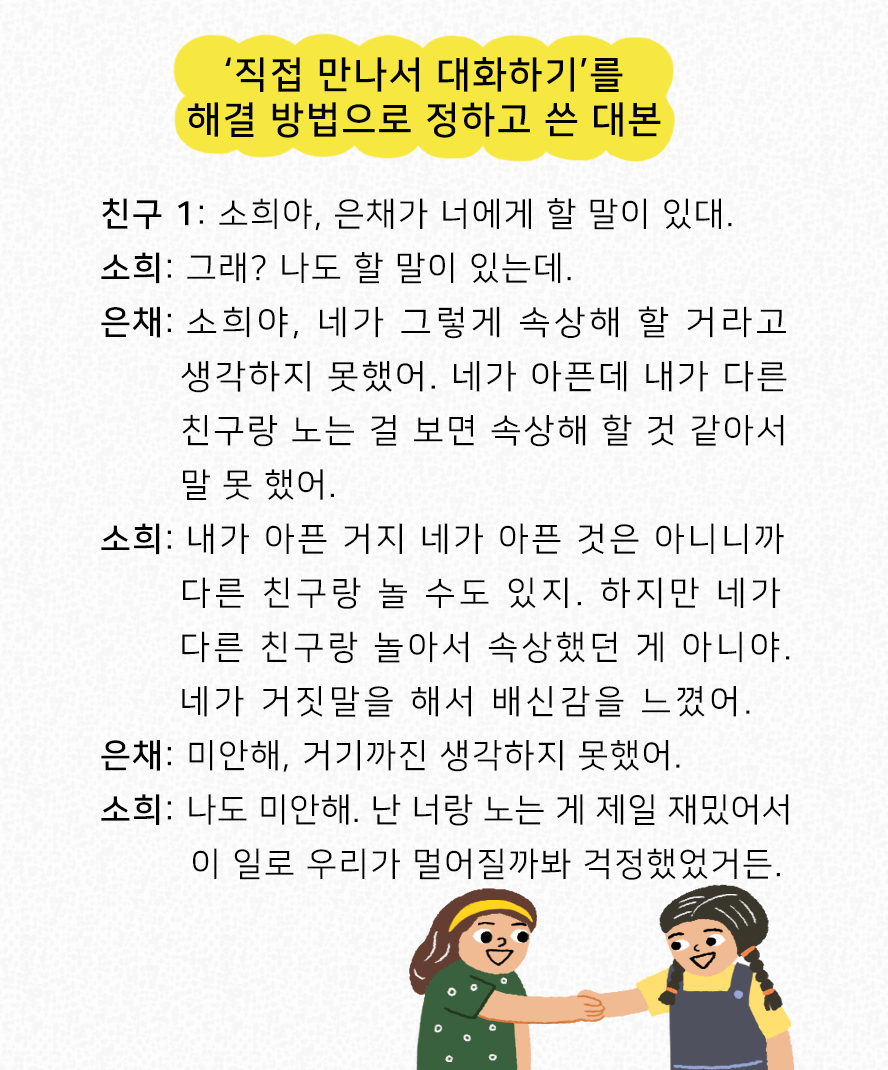 ‘직접 만나서 대화하기’를
해결 방법으로 정하고 쓴 대본
친구 1: 소희야, 은채가 너에게 할 말이 있대.
소희: 그래? 나도 할 말이 있는데.
은채: 소희야, 네가 그렇게 속상해 할 거라고
생각하지 못했어. 네가 아픈데 내가 다른
친구랑 노는 걸 보면 속상해 할 것 같아서
말 못 했어.
소희: 내가 아픈 거지 네가 아픈 것은 아니니까
다른 친구랑 놀 수도 있지. 하지만 네가
다른 친구랑 놀아서 속상했던 게 아니야.
네가 거짓말을 해서 배신감을 느꼈어.
은채: 미안해, 거기까진 생각하지 못했어.
소희: 나도 미안해. 난 너랑 노는 게 제일 재밌어서
이 일로 우리가 멀어질까봐 걱정했었거든.